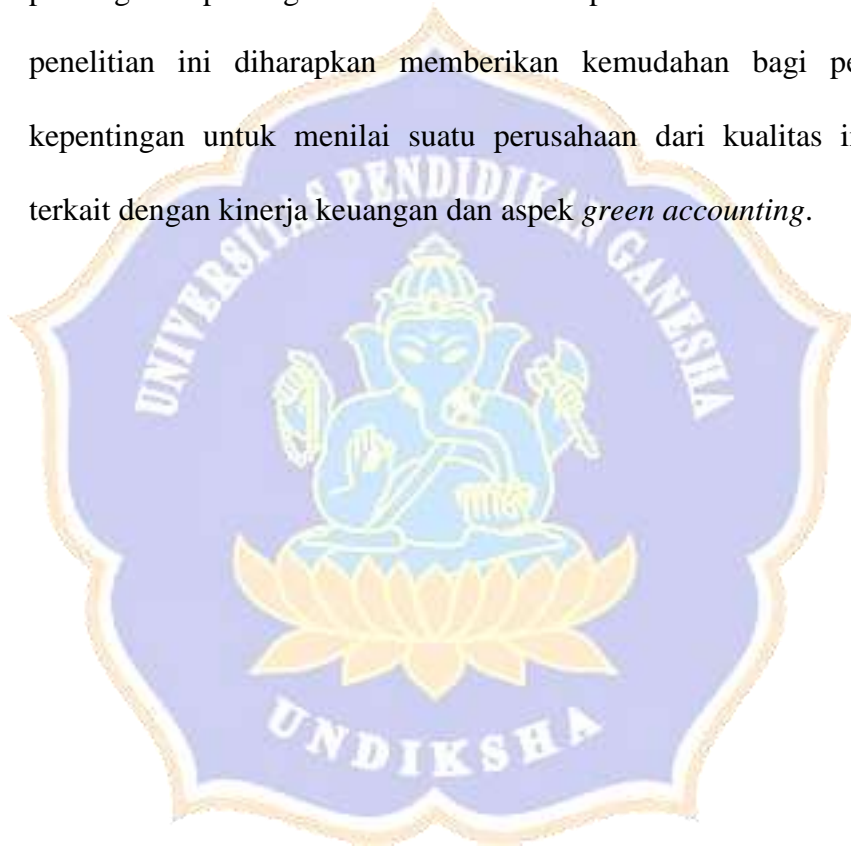 penelitian ini diharapkan memberikan kemudahan bagi
kepentingan untuk menilai suatu perusahaan dari kualitas
terkait dengan kinerja keuangan dan aspek green accounting.
UNIVERSITAS PENDIDIKAN GANESHA
UNDIKSHA